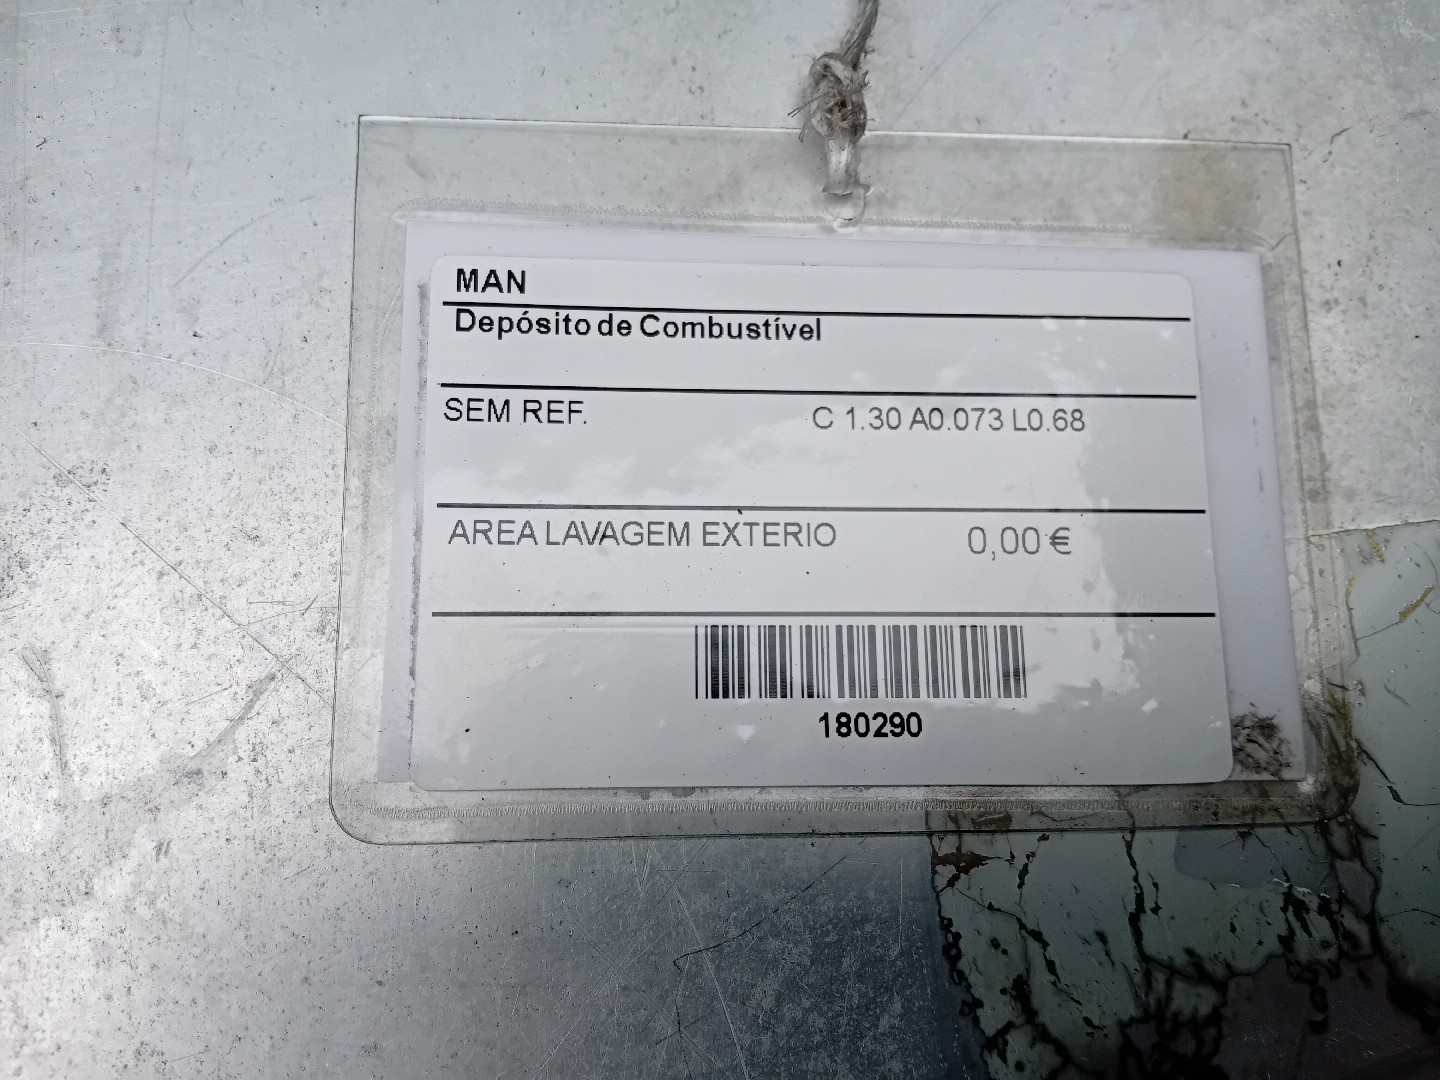 MAN
Depósito de Combustível
SEM REF. C 1.30 A0.073 L0.68
AREA LAVAGEM EXTERIO 0,00 €
180290